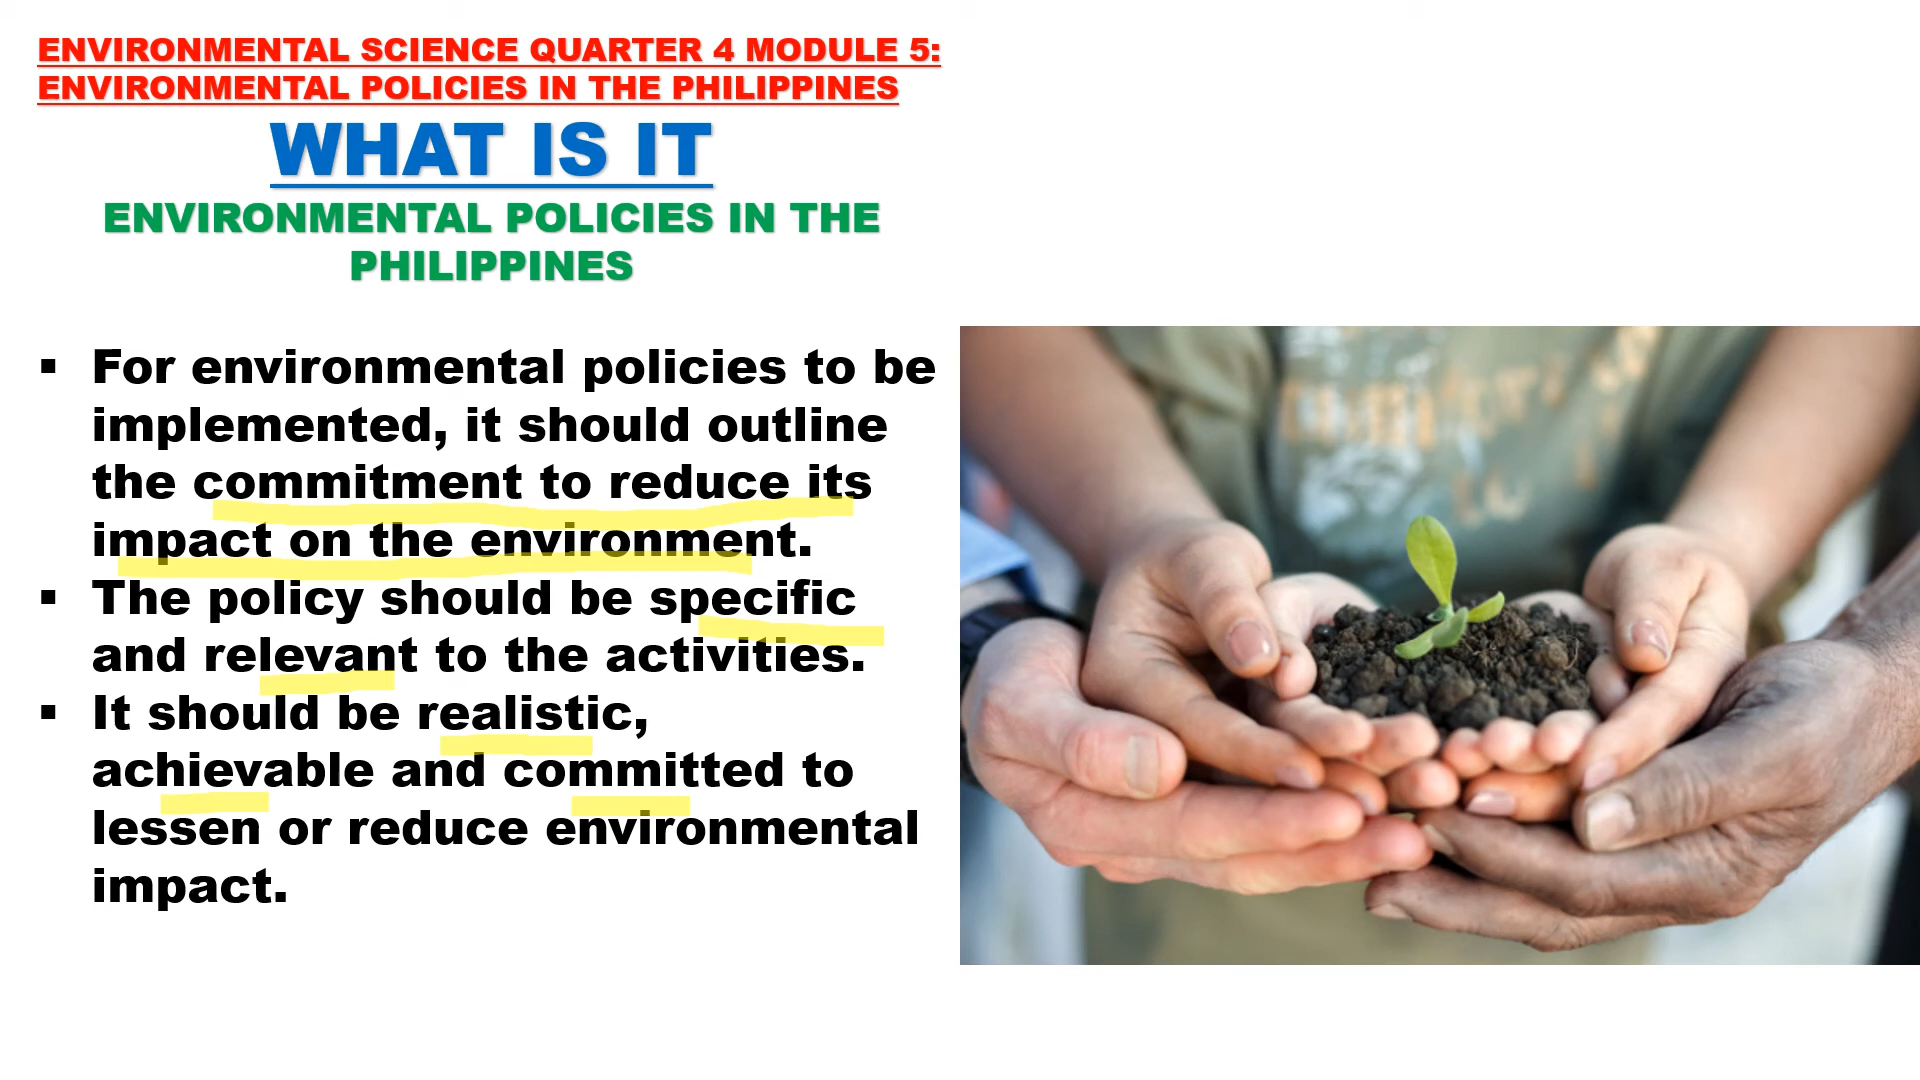 ENVIRONMENTAL SCIENCE QUARTER 4 MODULE 5:
ENVIRONMENTAL POLICIES IN THE PHILIPPINES
WHAT IS IT
ENVIRONMENTAL POLICIES IN THE
PHILIPPINES
▪ For environmental policies to be
implemented, it should outline
the commitment to reduce its
impact on the environment.
▪ The policy should be specific
and relevant to the activities.
▪ It should be realistic,
achievable and committed to
lessen or reduce environmental
impact.